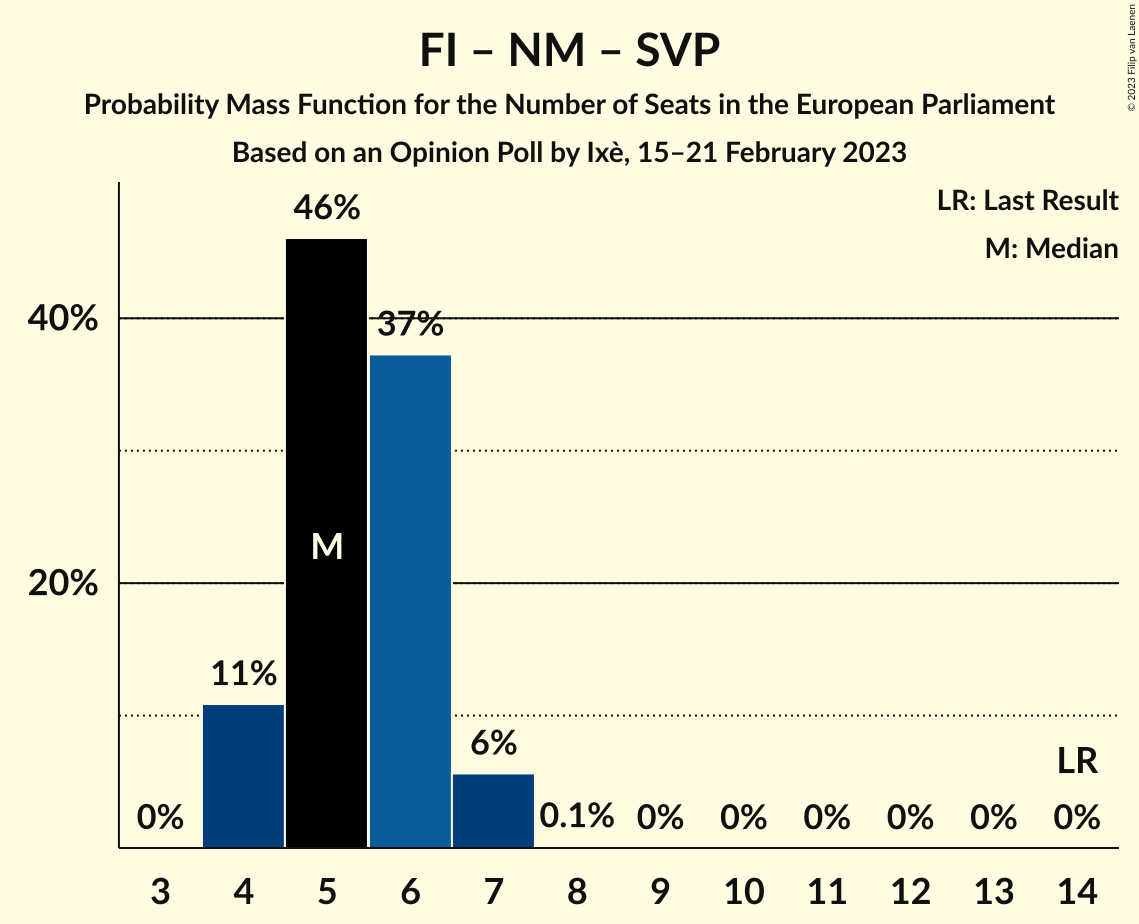 FI – NM – SVP
Probability Mass Function for the Number of Seats in the European Parliament
Based on an Opinion Poll by Ixè, 15–21 February 2023
© 2023 Filip van Laenen
LR: Last Result
M: Median
46%
40%
37%
M
20%
11%
6%
LR
0%
0.1%
0%
0%
0%
0%
0%
0%
3 4 5 6 7 8 9 10 11 12 13 14